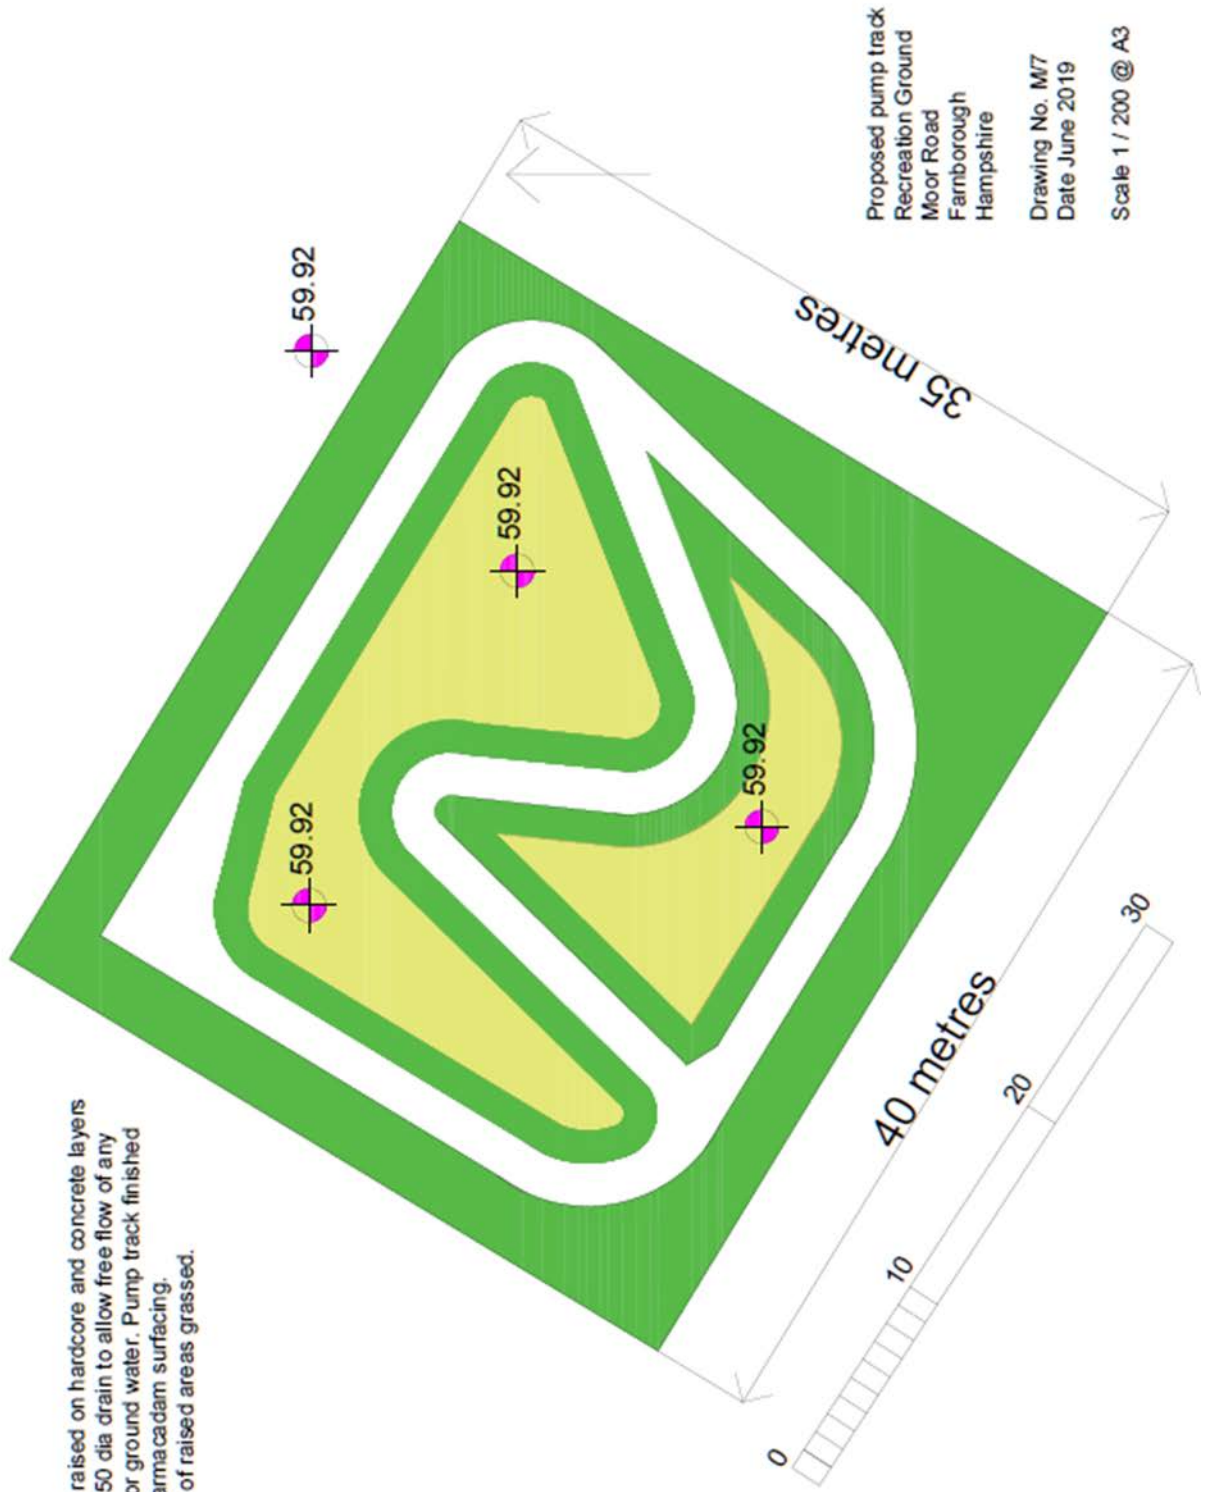 raised on hardcore and concrete layers
50 dia drain to allow free flow of any
or ground water. Pump track finished
armacadam surfacing.
of raised areas grassed.
59.92
59.92
59.92
59.92
35 metres
40 metres
0
10
20
30
Proposed pump track
Recreation Ground
Moor Road
Farnborough
Hampshire
Drawing No. M/7
Date June 2019
Scale 1 / 200 @ A3